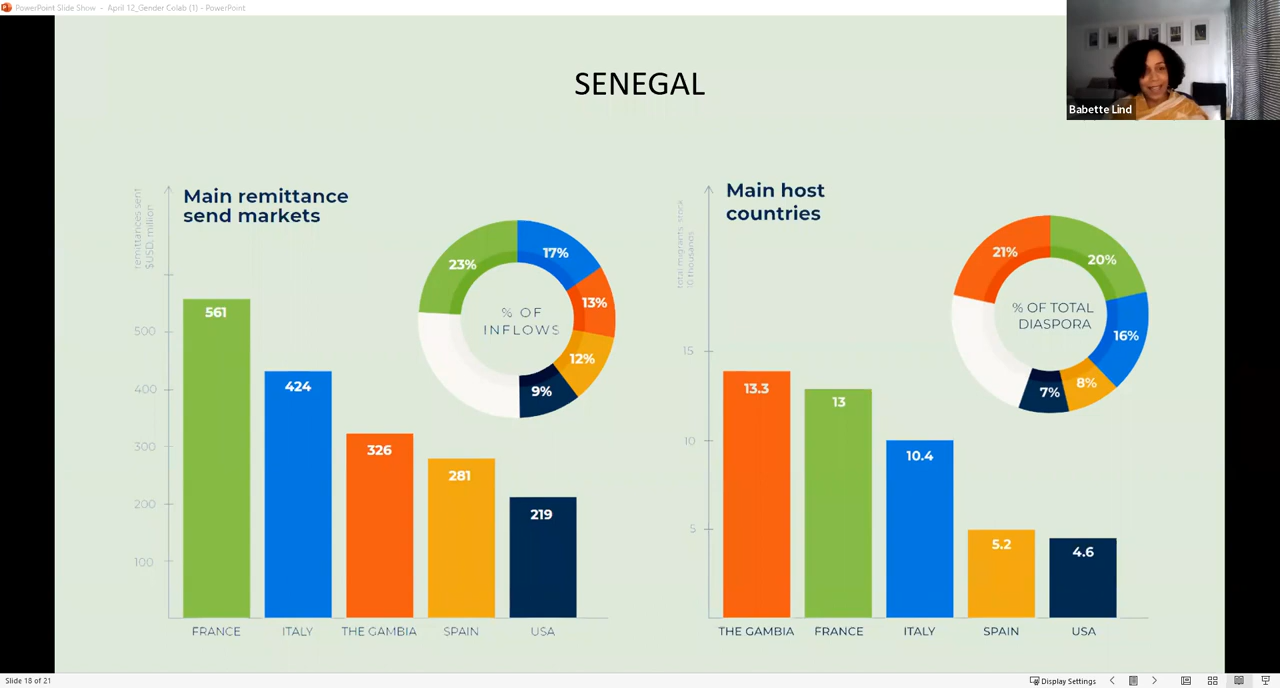 PowerPoint Slide Show - April 12_Gender Colab (1) - PowerPoint
Babette Lind
SENEGAL
Main remittance
send markets
remittances sent
$USD, million
500
400
300
200
100
561
424
326
281
219
FRANCE
ITALY
THE GAMBIA
SPAIN
USA
% OF
INFLOWS
23%
17%
13%
12%
9%
Main host
countries
total migrants' stock
10 thousands
15
10
5
13.3
13
10.4
5.2
4.6
THE GAMBIA
FRANCE
ITALY
SPAIN
USA
% OF TOTAL
DIASPORA
21%
20%
16%
8%
7%
Slide 18 of 21
Display Settings